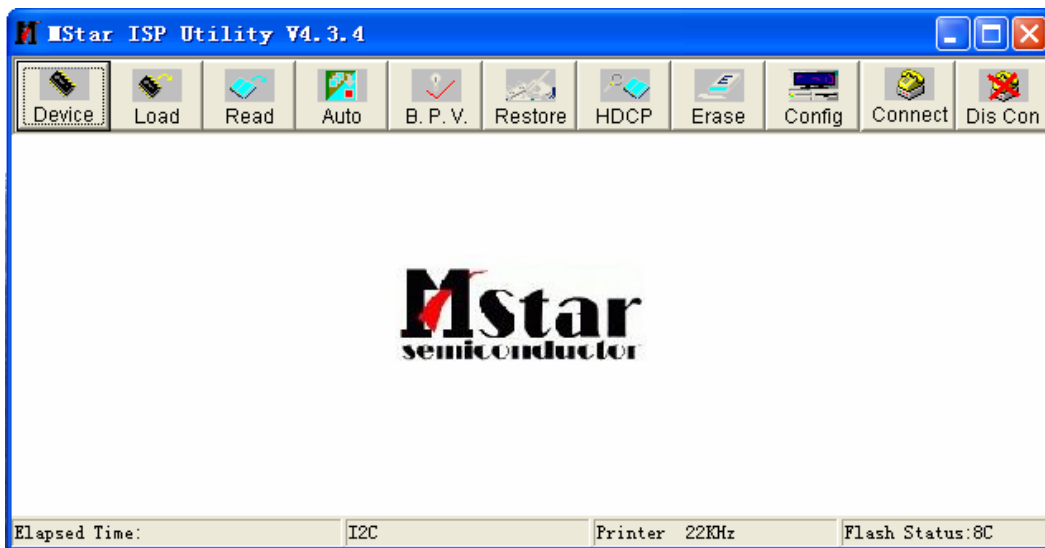 MStar ISP Utility V4.3.4
Device Load Read Auto B. P. V. Restore HDCP Erase Config Connect Dis Con
Mstar
semiconductor
Elapsed Time: I2C Printer 22KHz Flash Status:8C